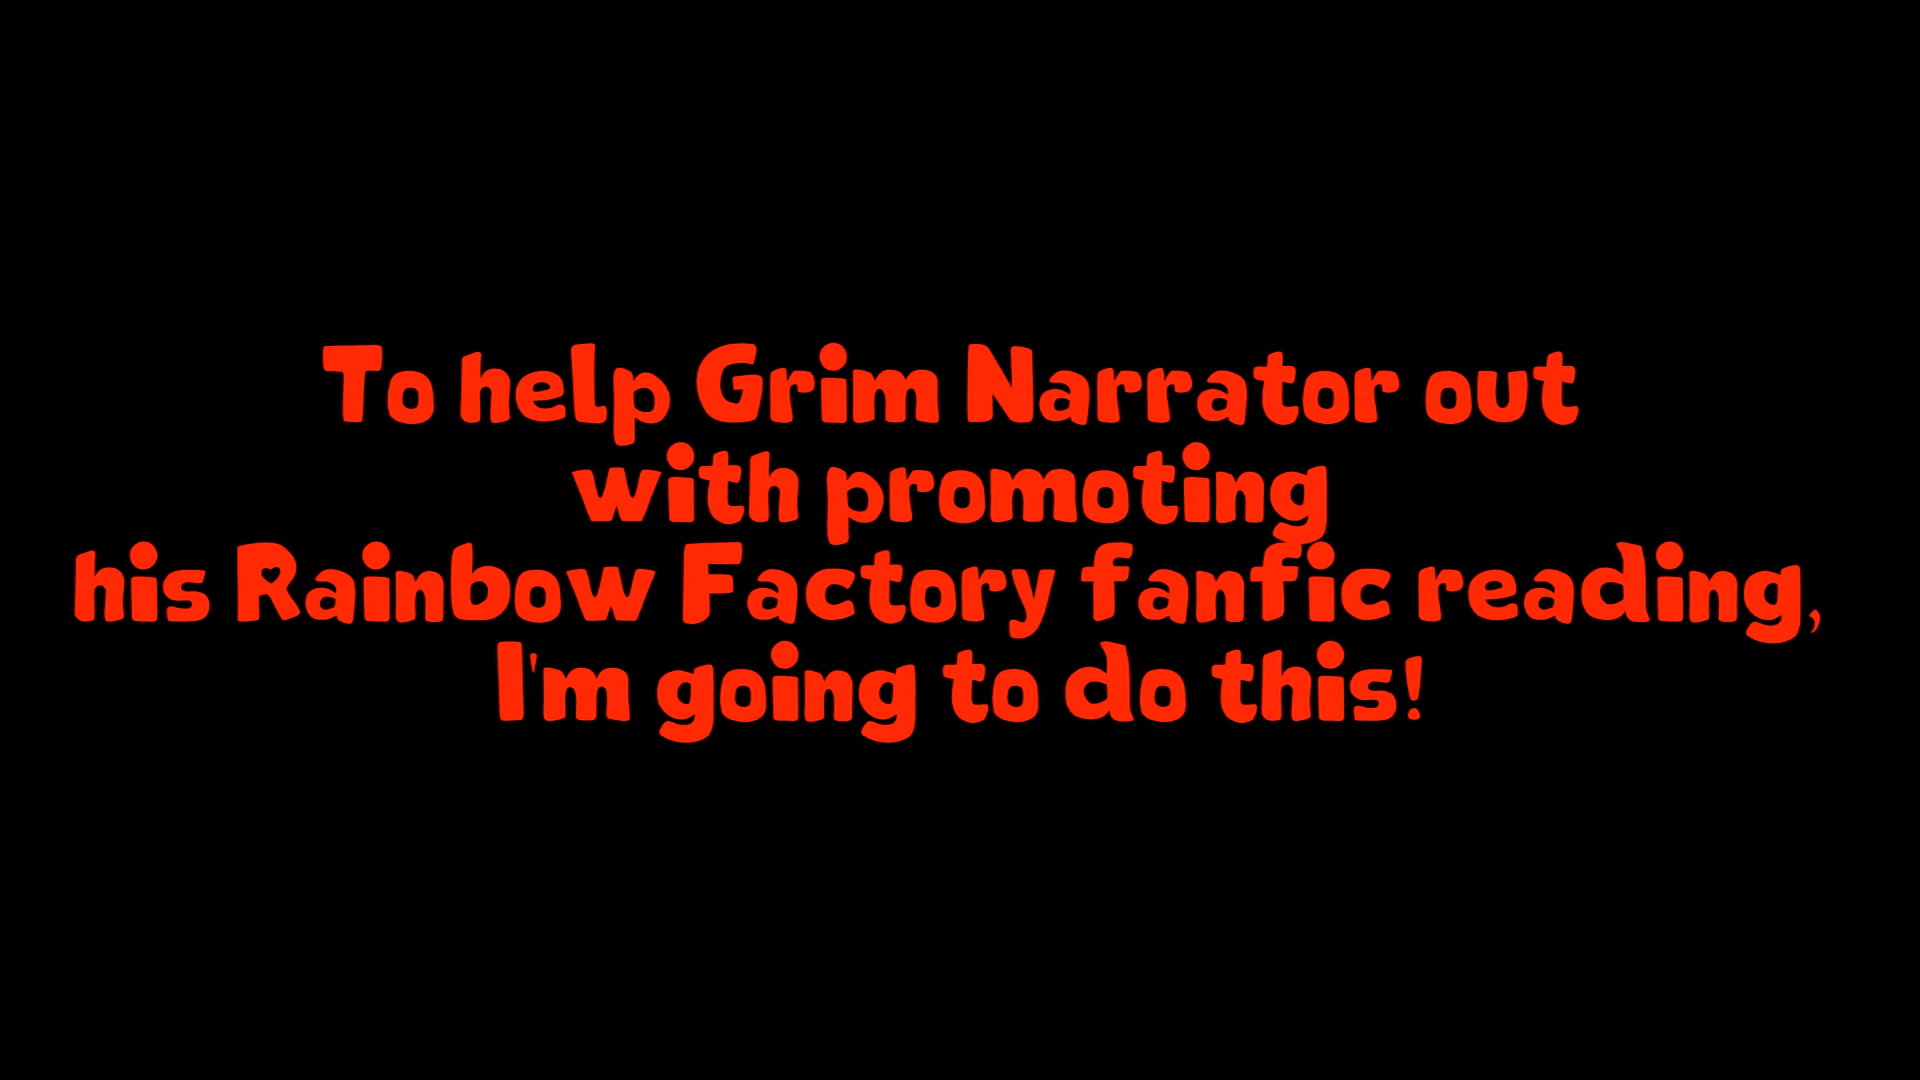 To help Grim Narrator out
with promoting
his Rainbow Factory fanfic reading,
I'm going to do this!